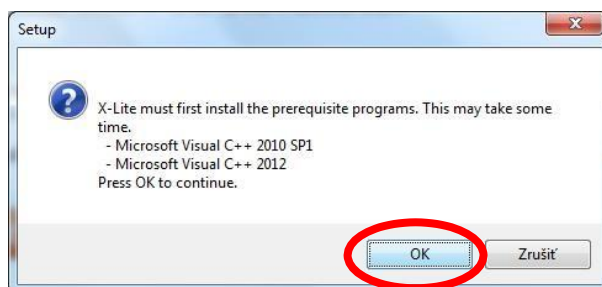 Setup
X-Lite must first install the prerequisite programs. This may take some
time.
- Microsoft Visual C++ 2010 SP1
- Microsoft Visual C++ 2012
Press OK to continue.
OK
Zrušiť